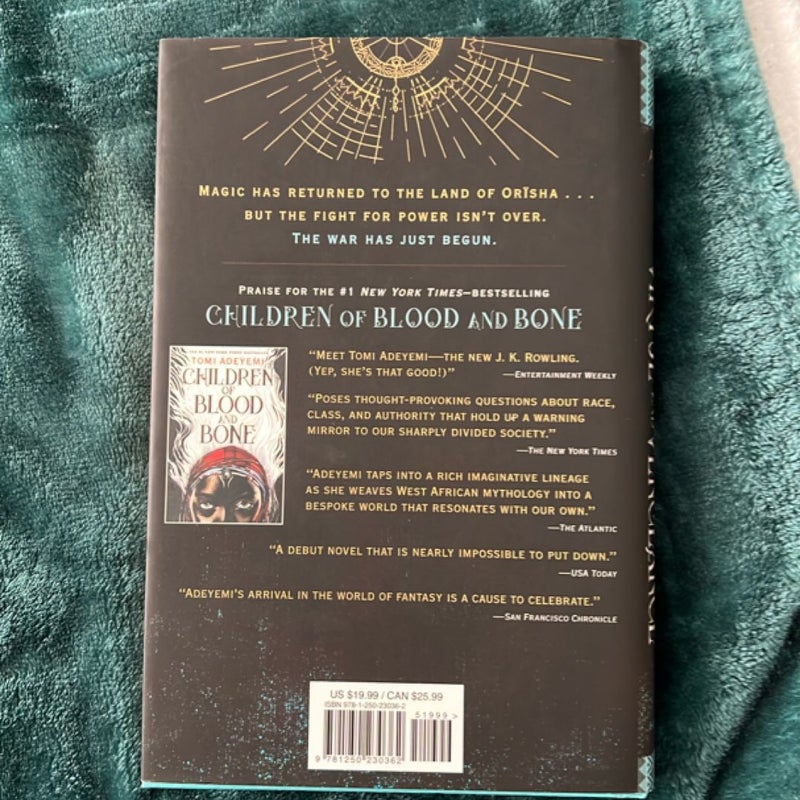 MAGIC HAS RETURNED TO THE LAND OF ORÏSHA . . .
BUT THE FIGHT FOR POWER ISN'T OVER.
THE WAR HAS JUST BEGUN.
PRAISE FOR THE #1 NEW YORK TIMES–BESTSELLING
CHILDREN OF BLOOD AND BONE
TOMI ADEYEMI
CHILDREN
OF
BLOOD
AND
BONE
"MEET TOMI ADEYEMI—THE NEW J. K. ROWLING.
(YEP, SHE'S THAT GOOD!)" —ENTERTAINMENT WEEKLY
"POSES THOUGHT-PROVOKING QUESTIONS ABOUT RACE,
CLASS, AND AUTHORITY THAT HOLD UP A WARNING
MIRROR TO OUR SHARPLY DIVIDED SOCIETY."
—THE NEW YORK TIMES
"ADEYEMI TAPS INTO A RICH IMAGINATIVE LINEAGE
AS SHE WEAVES WEST AFRICAN MYTHOLOGY INTO A
BESPOKE WORLD THAT RESONATES WITH OUR OWN."
—THE ATLANTIC
"A DEBUT NOVEL THAT IS NEARLY IMPOSSIBLE TO PUT DOWN."
—USA TODAY
"ADEYEMI'S ARRIVAL IN THE WORLD OF FANTASY IS A CAUSE TO CELEBRATE."
—SAN FRANCISCO CHRONICLE
US $19.99 / CAN $25.99
ISBN 978-1-250-23036-2
51999>
9 781250 230362